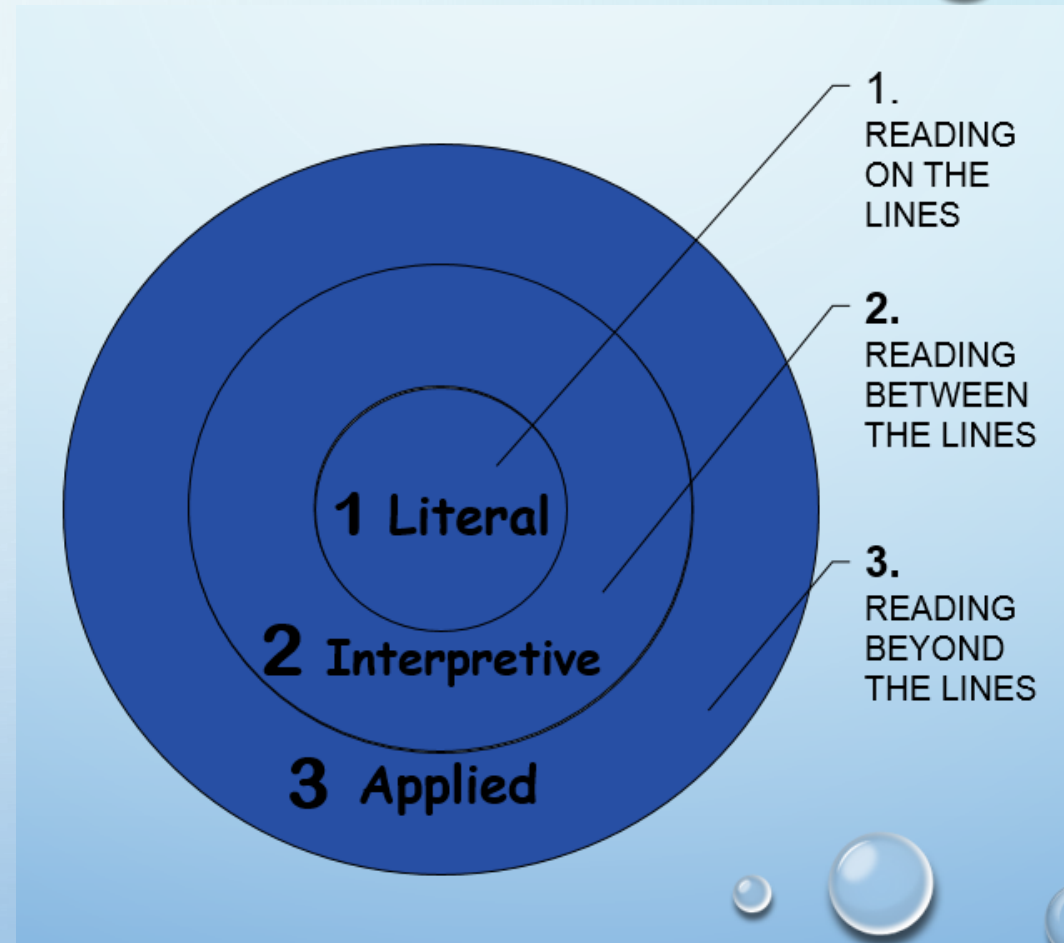 1.
READING
ON THE
LINES
2.
READING
BETWEEN
THE LINES
3.
READING
BEYOND
THE LINES
1 Literal
2 Interpretive
3 Applied